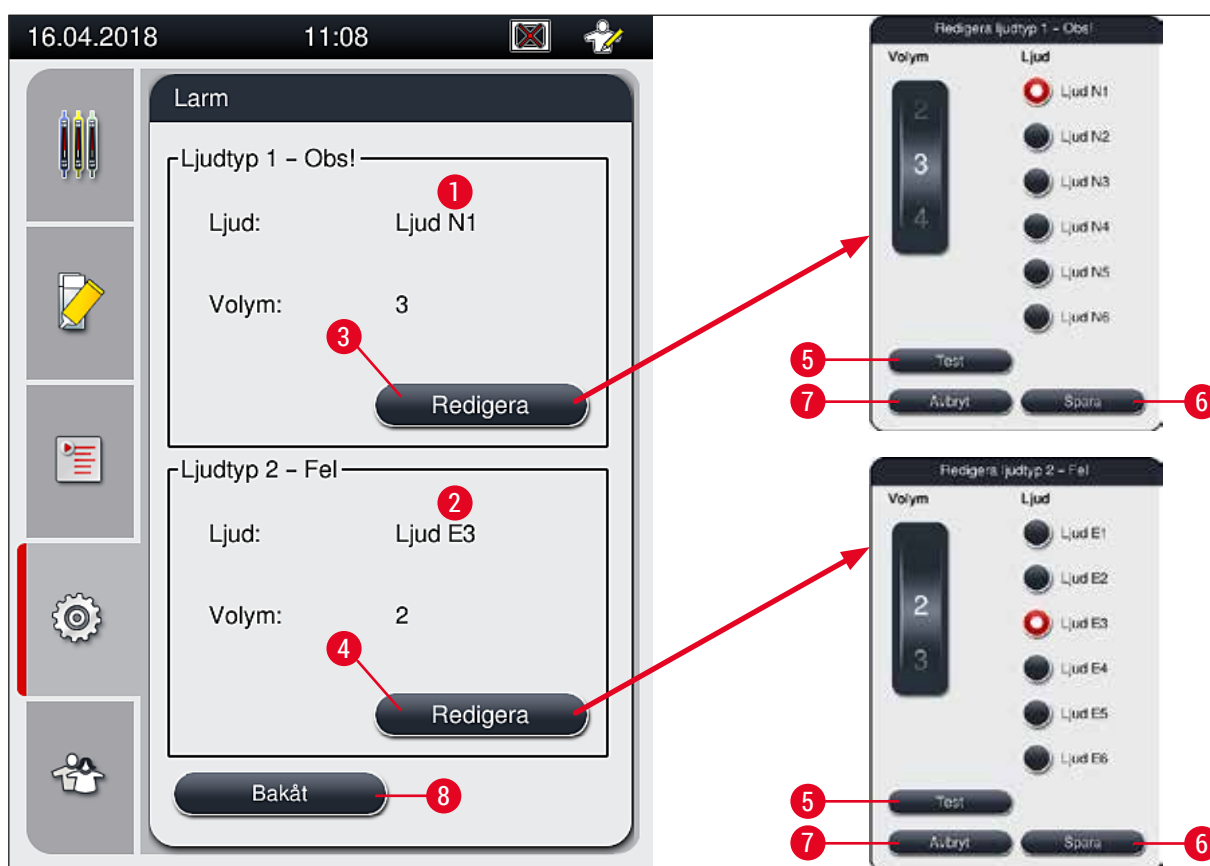 16.04.2018 11:08
Larm
Ljudtyp 1 – Obs!
1
Ljud: Ljud N1
Volym: 3
3
Redigera
Ljudtyp 2 – Fel
2
Ljud: Ljud E3
Volym: 2
4
Redigera
Bakåt 8
Redigera ljudtyp 1 – Obs!
Volym Ljud
Ljud N1
2
Ljud N2
3
Ljud N3
4
Ljud N4
Ljud N5
Ljud N6
5 Test
7 Avbryt Spara 6
Redigera ljudtyp 2 – Fel
Volym Ljud
Ljud E1
Ljud E2
2
Ljud E3
3
Ljud E4
Ljud E5
Ljud E6
5 Test
7 Avbryt Spara 6